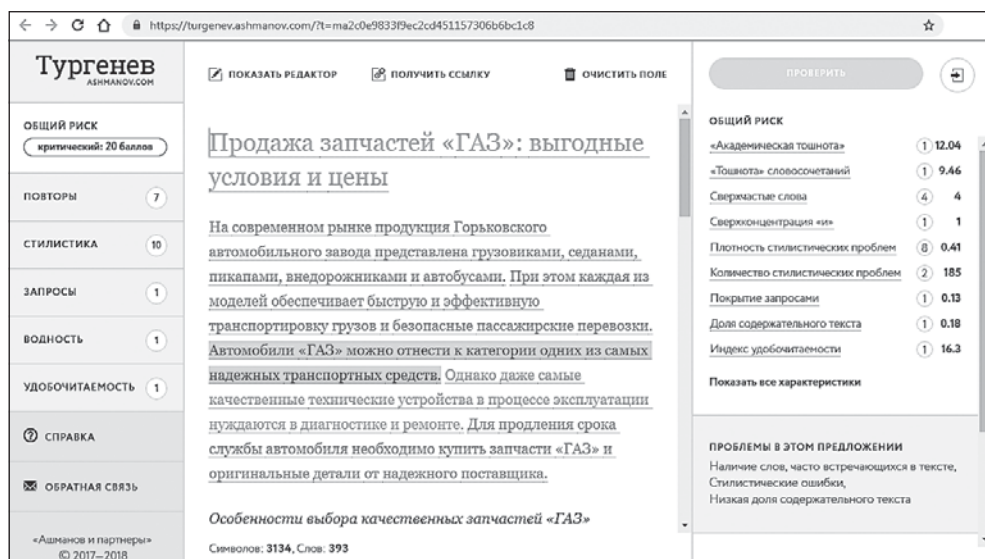 https://turgenev.ashmanov.com/?t=ma2c0e9833f9ec2cd451157306b6bc1c8
Тургенев
ASHMANOV.COM
ОБЩИЙ РИСК
критический: 20 баллов
ПОВТОРЫ 7
СТИЛИСТИКА 10
ЗАПРОСЫ 1
ВОДНОСТЬ 1
УДОБОЧИТАЕМОСТЬ 1
СПРАВКА
ОБРАТНАЯ СВЯЗЬ
«Ашманов и партнеры»
© 2017—2018
ПОКАЗАТЬ РЕДАКТОР ПОЛУЧИТЬ ССЫЛКУ ОЧИСТИТЬ ПОЛЕ
Продажа запчастей «ГАЗ»: выгодные
условия и цены
На современном рынке продукция Горьковского
автомобильного завода представлена грузовиками, седанами,
пикапами, внедорожниками и автобусами. При этом каждая из
моделей обеспечивает быструю и эффективную
транспортировку грузов и безопасные пассажирские перевозки.
Автомобили «ГАЗ» можно отнести к категории одних из самых
надежных транспортных средств. Однако даже самые
качественные технические устройства в процессе эксплуатации
нуждаются в диагностике и ремонте. Для продления срока
службы автомобиля необходимо купить запчасти «ГАЗ» и
оригинальные детали от надежного поставщика.
Особенности выбора качественных запчастей «ГАЗ»
Символов: 3134, Слов: 393
ПРОВЕРИТЬ
ОБЩИЙ РИСК
«Академическая тошнота» 1 12.04
«Тошнота» словосочетаний 1 9.46
Сверхчастые слова 4 4
Сверхконцентрация «и» 1 1
Плотность стилистических проблем 8 0.41
Количество стилистических проблем 2 185
Покрытие запросами 1 0.13
Доля содержательного текста 1 0.18
Индекс удобочитаемости 1 16.3
Показать все характеристики
ПРОБЛЕМЫ В ЭТОМ ПРЕДЛОЖЕНИИ
Наличие слов, часто встречающихся в тексте,
Стилистические ошибки,
Низкая доля содержательного текста